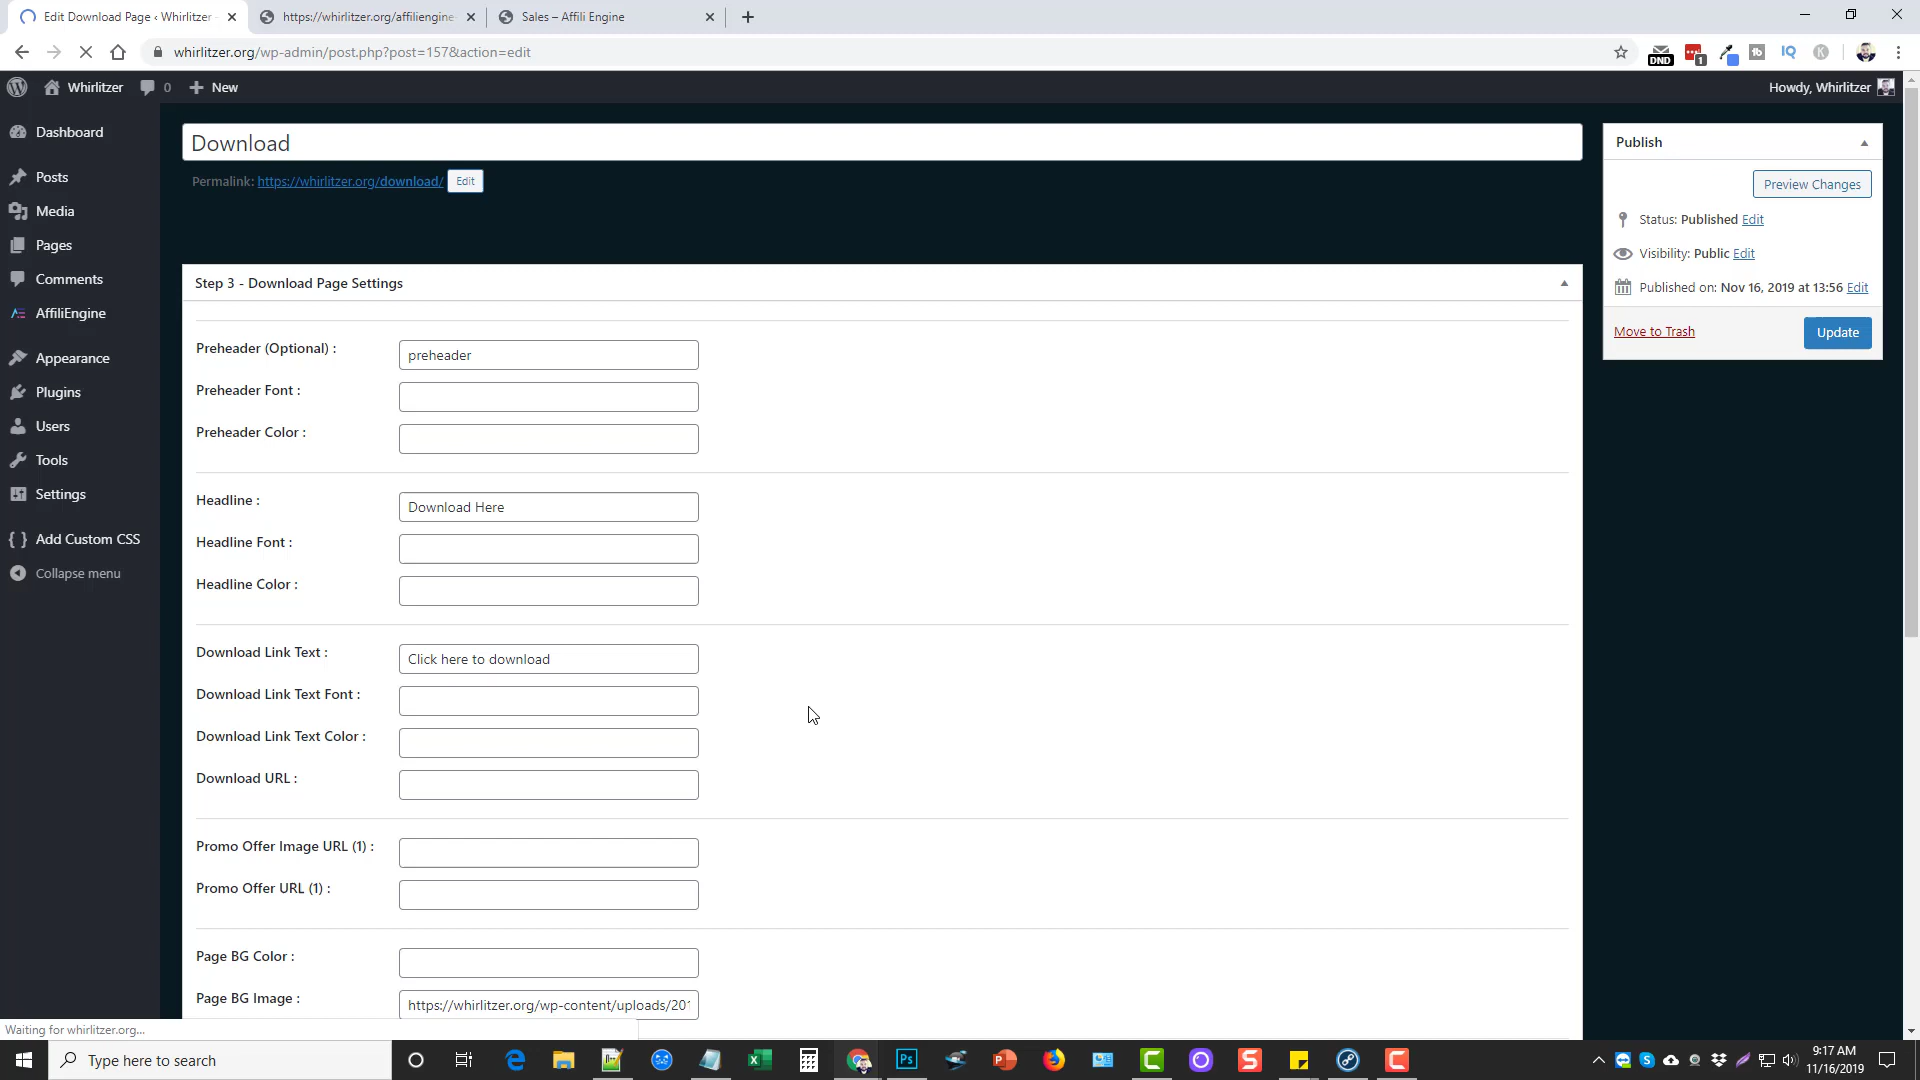 Edit Download Page ‹ Whirlitzer
https://whirlitzer.org/affiliengine
Sales – Affili Engine
whirlitzer.org/wp-admin/post.php?post=157&action=edit
DND
1
tb
IQ
K
Whirlitzer
0
New
Howdy, Whirlitzer
Dashboard
Posts
Media
Pages
Comments
AffiliEngine
Appearance
Plugins
Users
Tools
Settings
Add Custom CSS
Collapse menu
Download
Permalink: https://whirlitzer.org/download/ Edit
Step 3 - Download Page Settings
Preheader (Optional) : preheader
Preheader Font :
Preheader Color :
Headline : Download Here
Headline Font :
Headline Color :
Download Link Text : Click here to download
Download Link Text Font :
Download Link Text Color :
Download URL :
Promo Offer Image URL (1) :
Promo Offer URL (1) :
Page BG Color :
Page BG Image : https://whirlitzer.org/wp-content/uploads/201
Publish
Preview Changes
Status: Published Edit
Visibility: Public Edit
Published on: Nov 16, 2019 at 13:56 Edit
Move to Trash
Update
Waiting for whirlitzer.org...
Type here to search
Ps
9:17 AM
11/16/2019